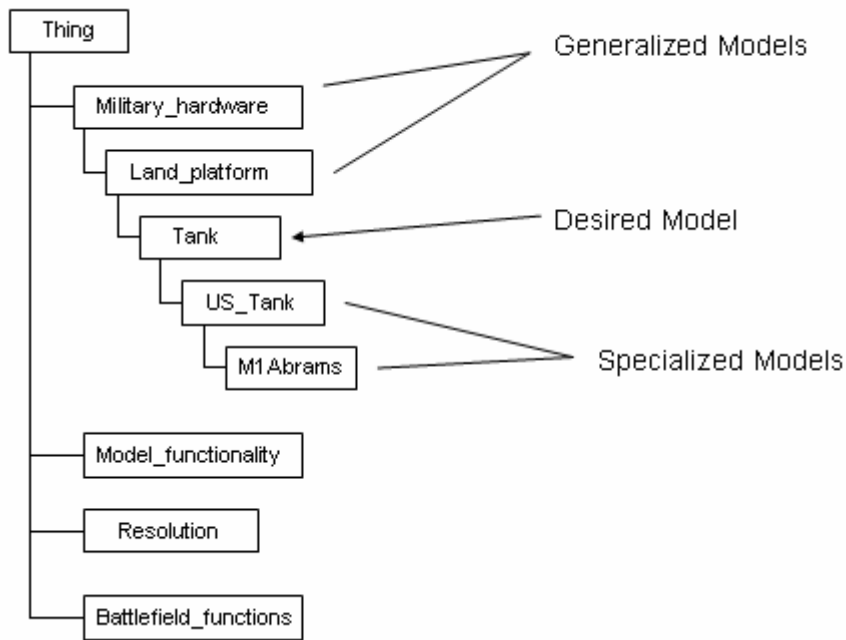 Thing
Generalized Models
Military_hardware
Land_platform
Desired Model
Tank
US_Tank
Specialized Models
M1Abrams
Model_functionality
Resolution
Battlefield_functions